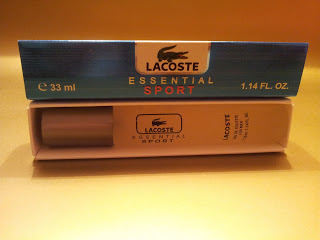 LACOSTE
ESSENTIAL
SPORT
e 33 ml
1.14 FL. OZ.
LACOSTE
ESSENTIAL
SPORT
LACOSTE